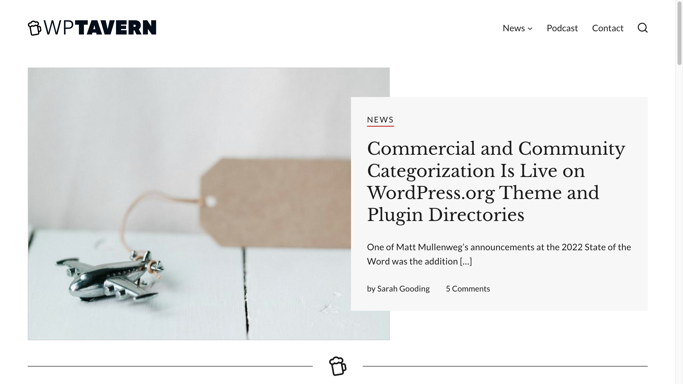 WPTAVERN
News
Podcast
Contact
NEWS
Commercial and Community
Categorization Is Live on
WordPress.org Theme and
Plugin Directories
One of Matt Mullenweg's announcements at the 2022 State of the
Word was the addition [...]
by Sarah Gooding
5 Comments